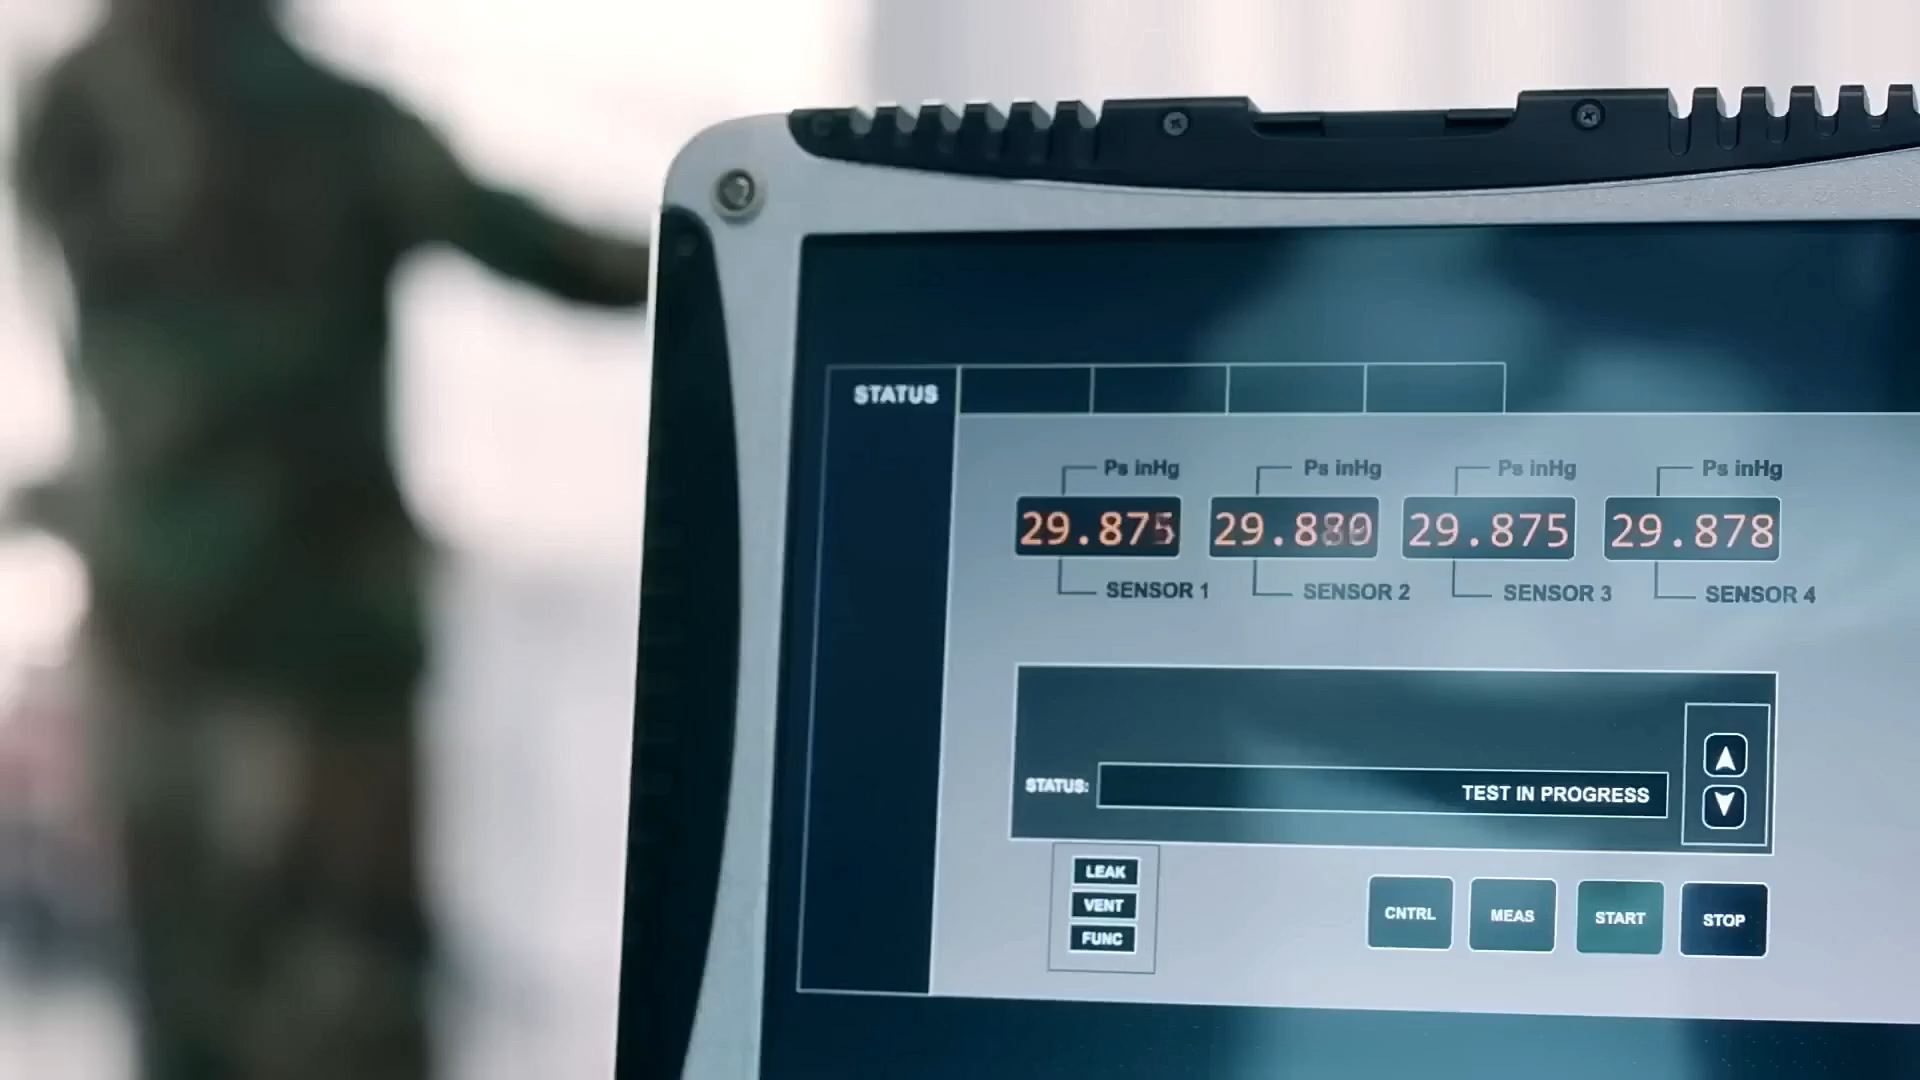 STATUS
Ps inHg Ps inHg Ps inHg Ps inHg
29.875 29.880 29.875 29.878
SENSOR 1 SENSOR 2 SENSOR 3 SENSOR 4
STATUS: TEST IN PROGRESS
LEAK
VENT
FUNC
CNTRL MEAS START STOP